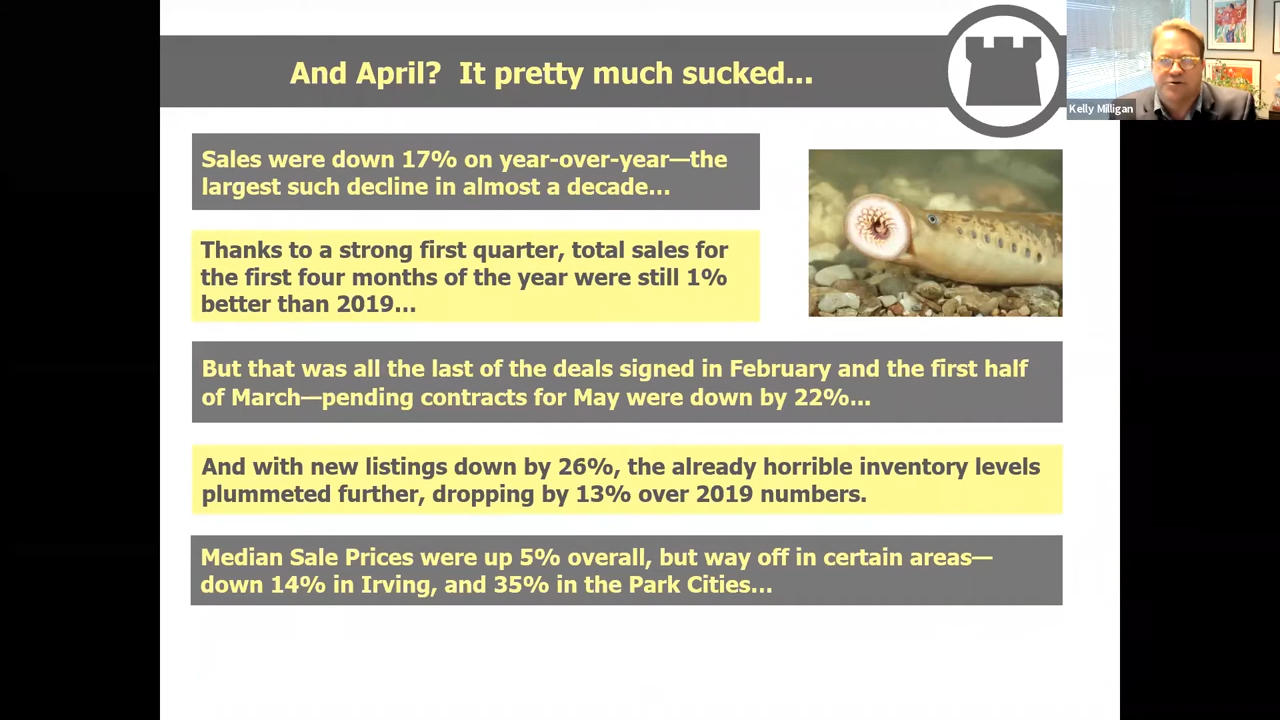 And April? It pretty much sucked...
Kelly Milligan
Sales were down 17% on year-over-year—the
largest such decline in almost a decade...
Thanks to a strong first quarter, total sales for
the first four months of the year were still 1%
better than 2019...
But that was all the last of the deals signed in February and the first half
of March—pending contracts for May were down by 22%...
And with new listings down by 26%, the already horrible inventory levels
plummeted further, dropping by 13% over 2019 numbers.
Median Sale Prices were up 5% overall, but way off in certain areas—
down 14% in Irving, and 35% in the Park Cities...